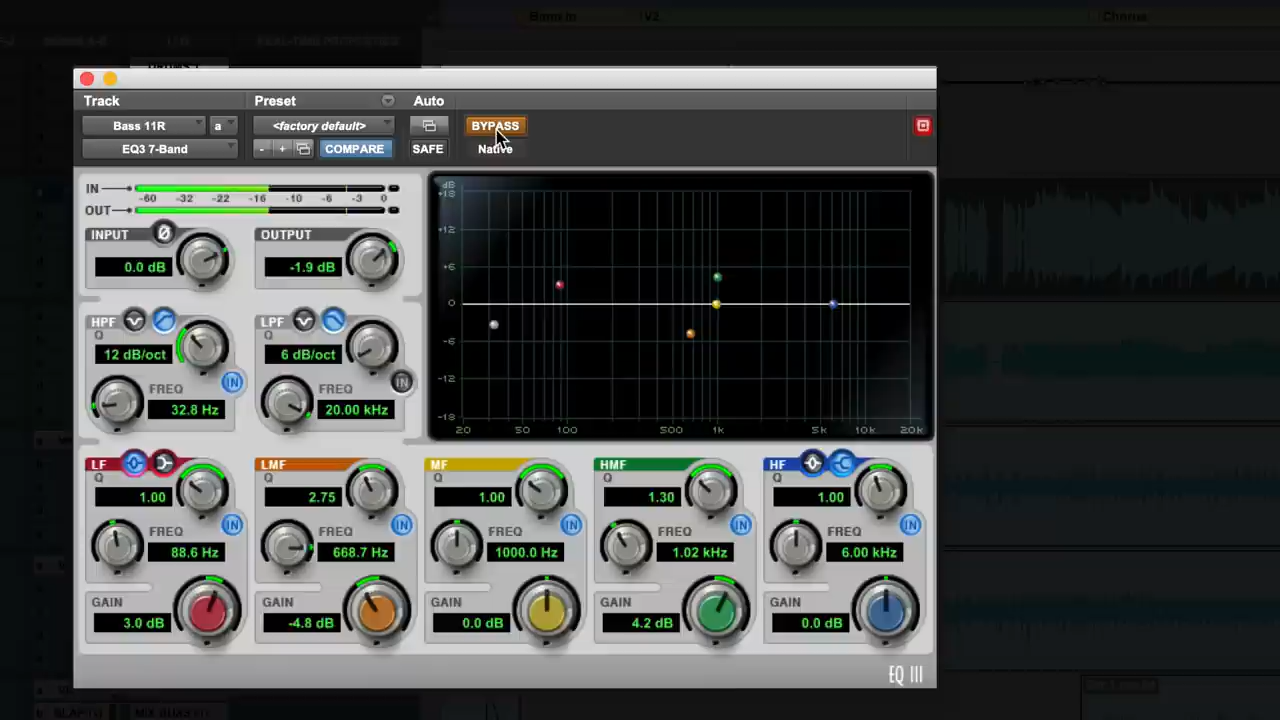 V2
Chorus
Track
Preset
Auto
Bass 11R
a
<factory default>
BYPASS
EQ3 7-Band
- +
COMPARE
SAFE
Native
IN
-60 -32 -22 -16 -10 -6 -3 0
OUT
INPUT
0.0 dB
OUTPUT
-1.9 dB
HPF
Q
12 dB/oct
IN
FREQ
32.8 Hz
LPF
Q
6 dB/oct
IN
FREQ
20.00 kHz
dB
+18
+12
+6
0
-6
-12
-18
20 50 100 500 1k 5k 10k 20k
LF
Q
1.00
IN
FREQ
88.6 Hz
GAIN
3.0 dB
LMF
Q
2.75
IN
FREQ
668.7 Hz
GAIN
-4.8 dB
MF
Q
1.00
IN
FREQ
1000.0 Hz
GAIN
0.0 dB
HMF
Q
1.30
IN
FREQ
1.02 kHz
GAIN
4.2 dB
HF
Q
1.00
IN
FREQ
6.00 kHz
GAIN
0.0 dB
EQ III